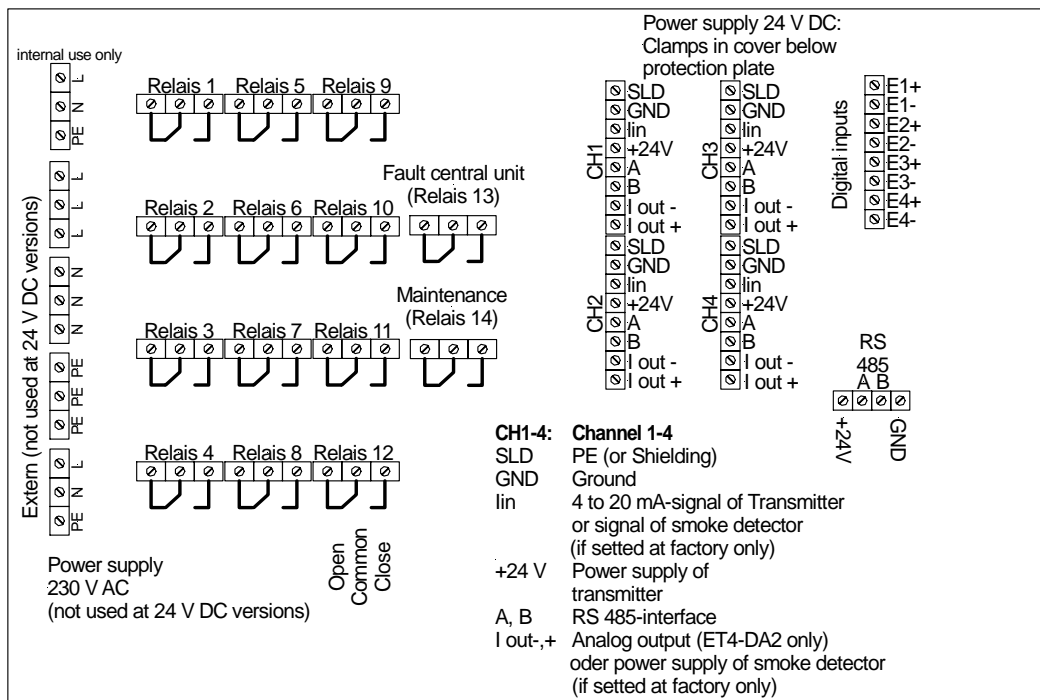 internal use only
L
N
PE
Extern (not used at 24 V DC versions)
L
L
L
N
N
N
PE
PE
PE
L
N
PE
Power supply
230 V AC
(not used at 24 V DC versions)
Relais 1 Relais 5 Relais 9
Relais 2 Relais 6 Relais 10
Fault central unit
(Relais 13)
Relais 3 Relais 7 Relais 11
Maintenance
(Relais 14)
Relais 4 Relais 8 Relais 12
Open
Common
Close
Power supply 24 V DC:
Clamps in cover below
protection plate
CH1
SLD
GND
Iin
+24V
A
B
I out -
I out +
CH2
SLD
GND
Iin
+24V
A
B
I out -
I out +
CH3
SLD
GND
Iin
+24V
A
B
I out -
I out +
CH4
SLD
GND
Iin
+24V
A
B
I out -
I out +
Digital inputs
E1+
E1-
E2+
E2-
E3+
E3-
E4+
E4-
RS
485
A B
+24V
GND
CH1-4: Channel 1-4
SLD PE (or Shielding)
GND Ground
Iin 4 to 20 mA-signal of Transmitter
or signal of smoke detector
(if setted at factory only)
+24 V Power supply of
transmitter
A, B RS 485-interface
I out-,+ Analog output (ET4-DA2 only)
oder power supply of smoke detector
(if setted at factory only)